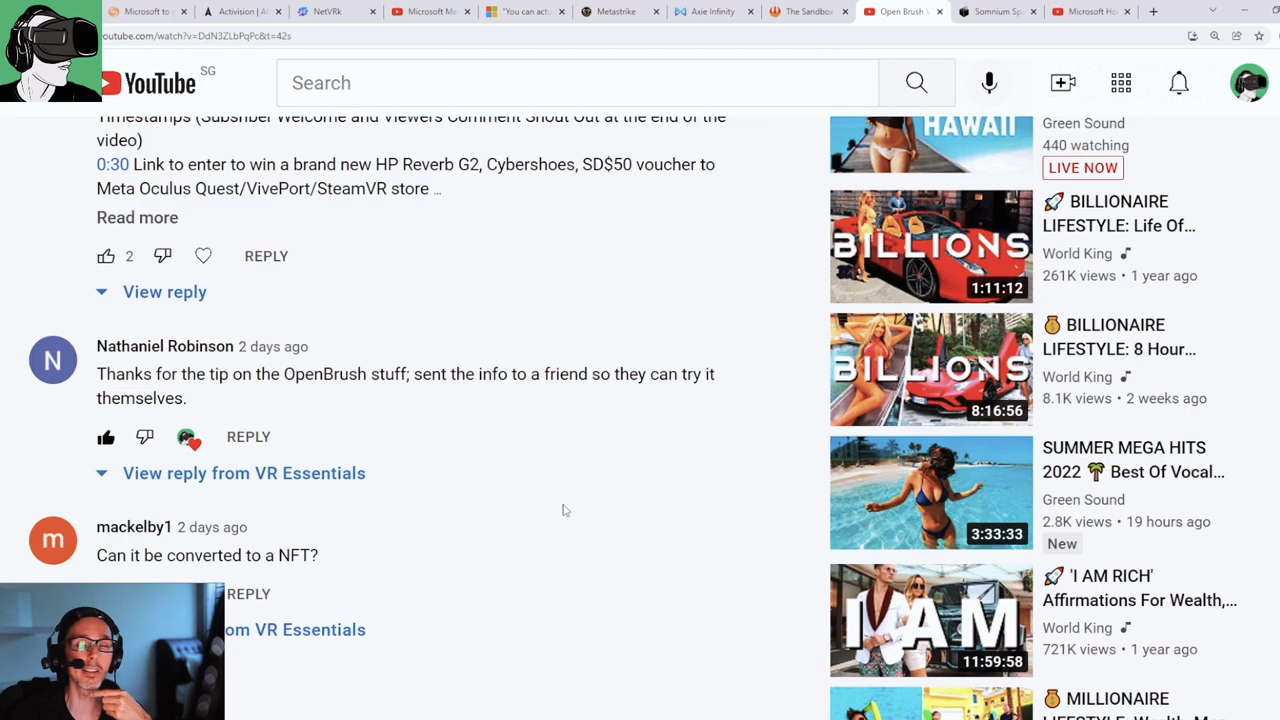 Microsoft to
Activision | Al
NetVRk
Microsoft Me
"You can actu
Metastrike
Axie Infinity
The Sandbox
Open Brush V
Somnium Spa
Microsoft Ho
outube.com/watch?v=DdN3ZLbPqPc&t=42s
YouTube
SG
Search
Timestamps (Subsriber Welcome and Viewers Comment Shout Out at the end of the
video)
0:30 Link to enter to win a brand new HP Reverb G2, Cybershoes, SD$50 voucher to
Meta Oculus Quest/VivePort/SteamVR store ...
Read more
2
REPLY
View reply
Nathaniel Robinson 2 days ago
Thanks for the tip on the OpenBrush stuff; sent the info to a friend so they can try it
themselves.
REPLY
View reply from VR Essentials
mackelby1 2 days ago
Can it be converted to a NFT?
REPLY
om VR Essentials
HAWAII
Green Sound
440 watching
LIVE NOW
BILLIONS
1:11:12
🚀 BILLIONAIRE
LIFESTYLE: Life Of...
World King
261K views • 1 year ago
BILLIONS
8:16:56
💰 BILLIONAIRE
LIFESTYLE: 8 Hour...
World King
8.1K views • 2 weeks ago
3:33:33
SUMMER MEGA HITS
2022 🌴 Best Of Vocal...
Green Sound
2.8K views • 19 hours ago
New
I AM
11:59:58
🚀 'I AM RICH'
Affirmations For Wealth,...
World King
721K views • 1 year ago
💰 MILLIONAIRE